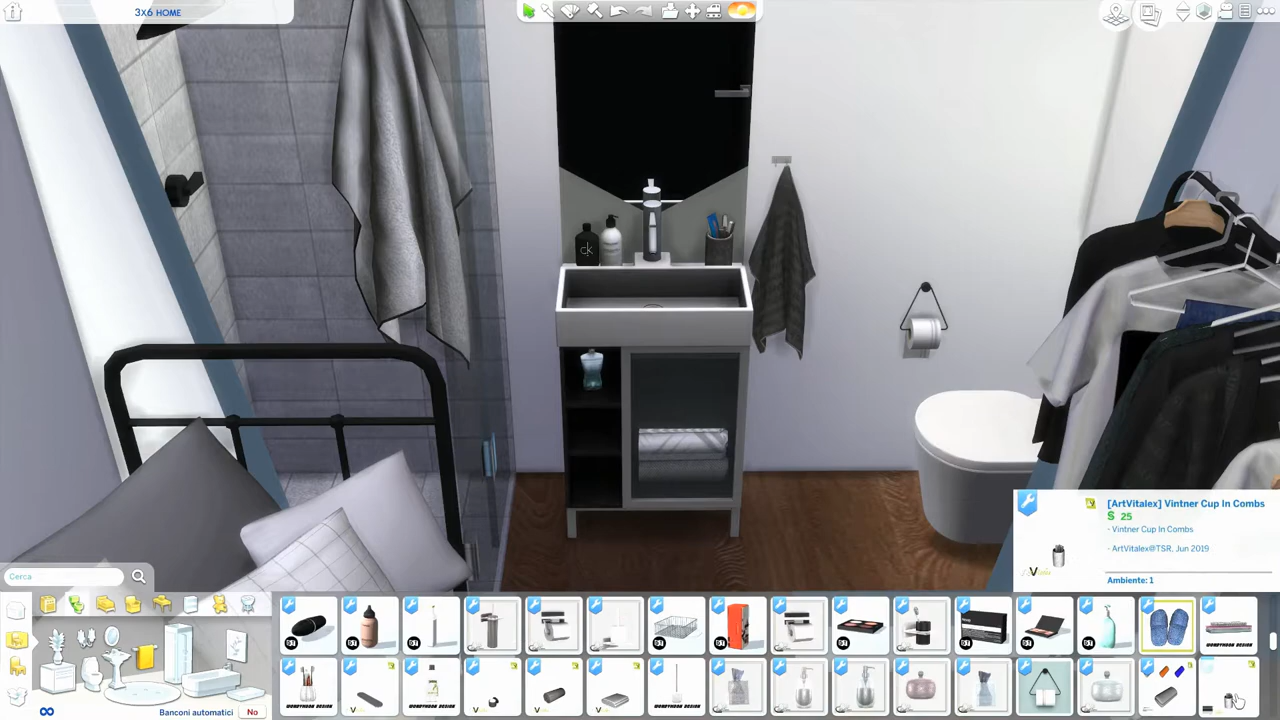 3X6 HOME
ck
[ArtVitalex] Vintner Cup In Combs
$ 25
- Vintner Cup In Combs
- ArtVitalex@TSR. Jun 2019
Ambiente: 1
Cerca
Banconi automatici No